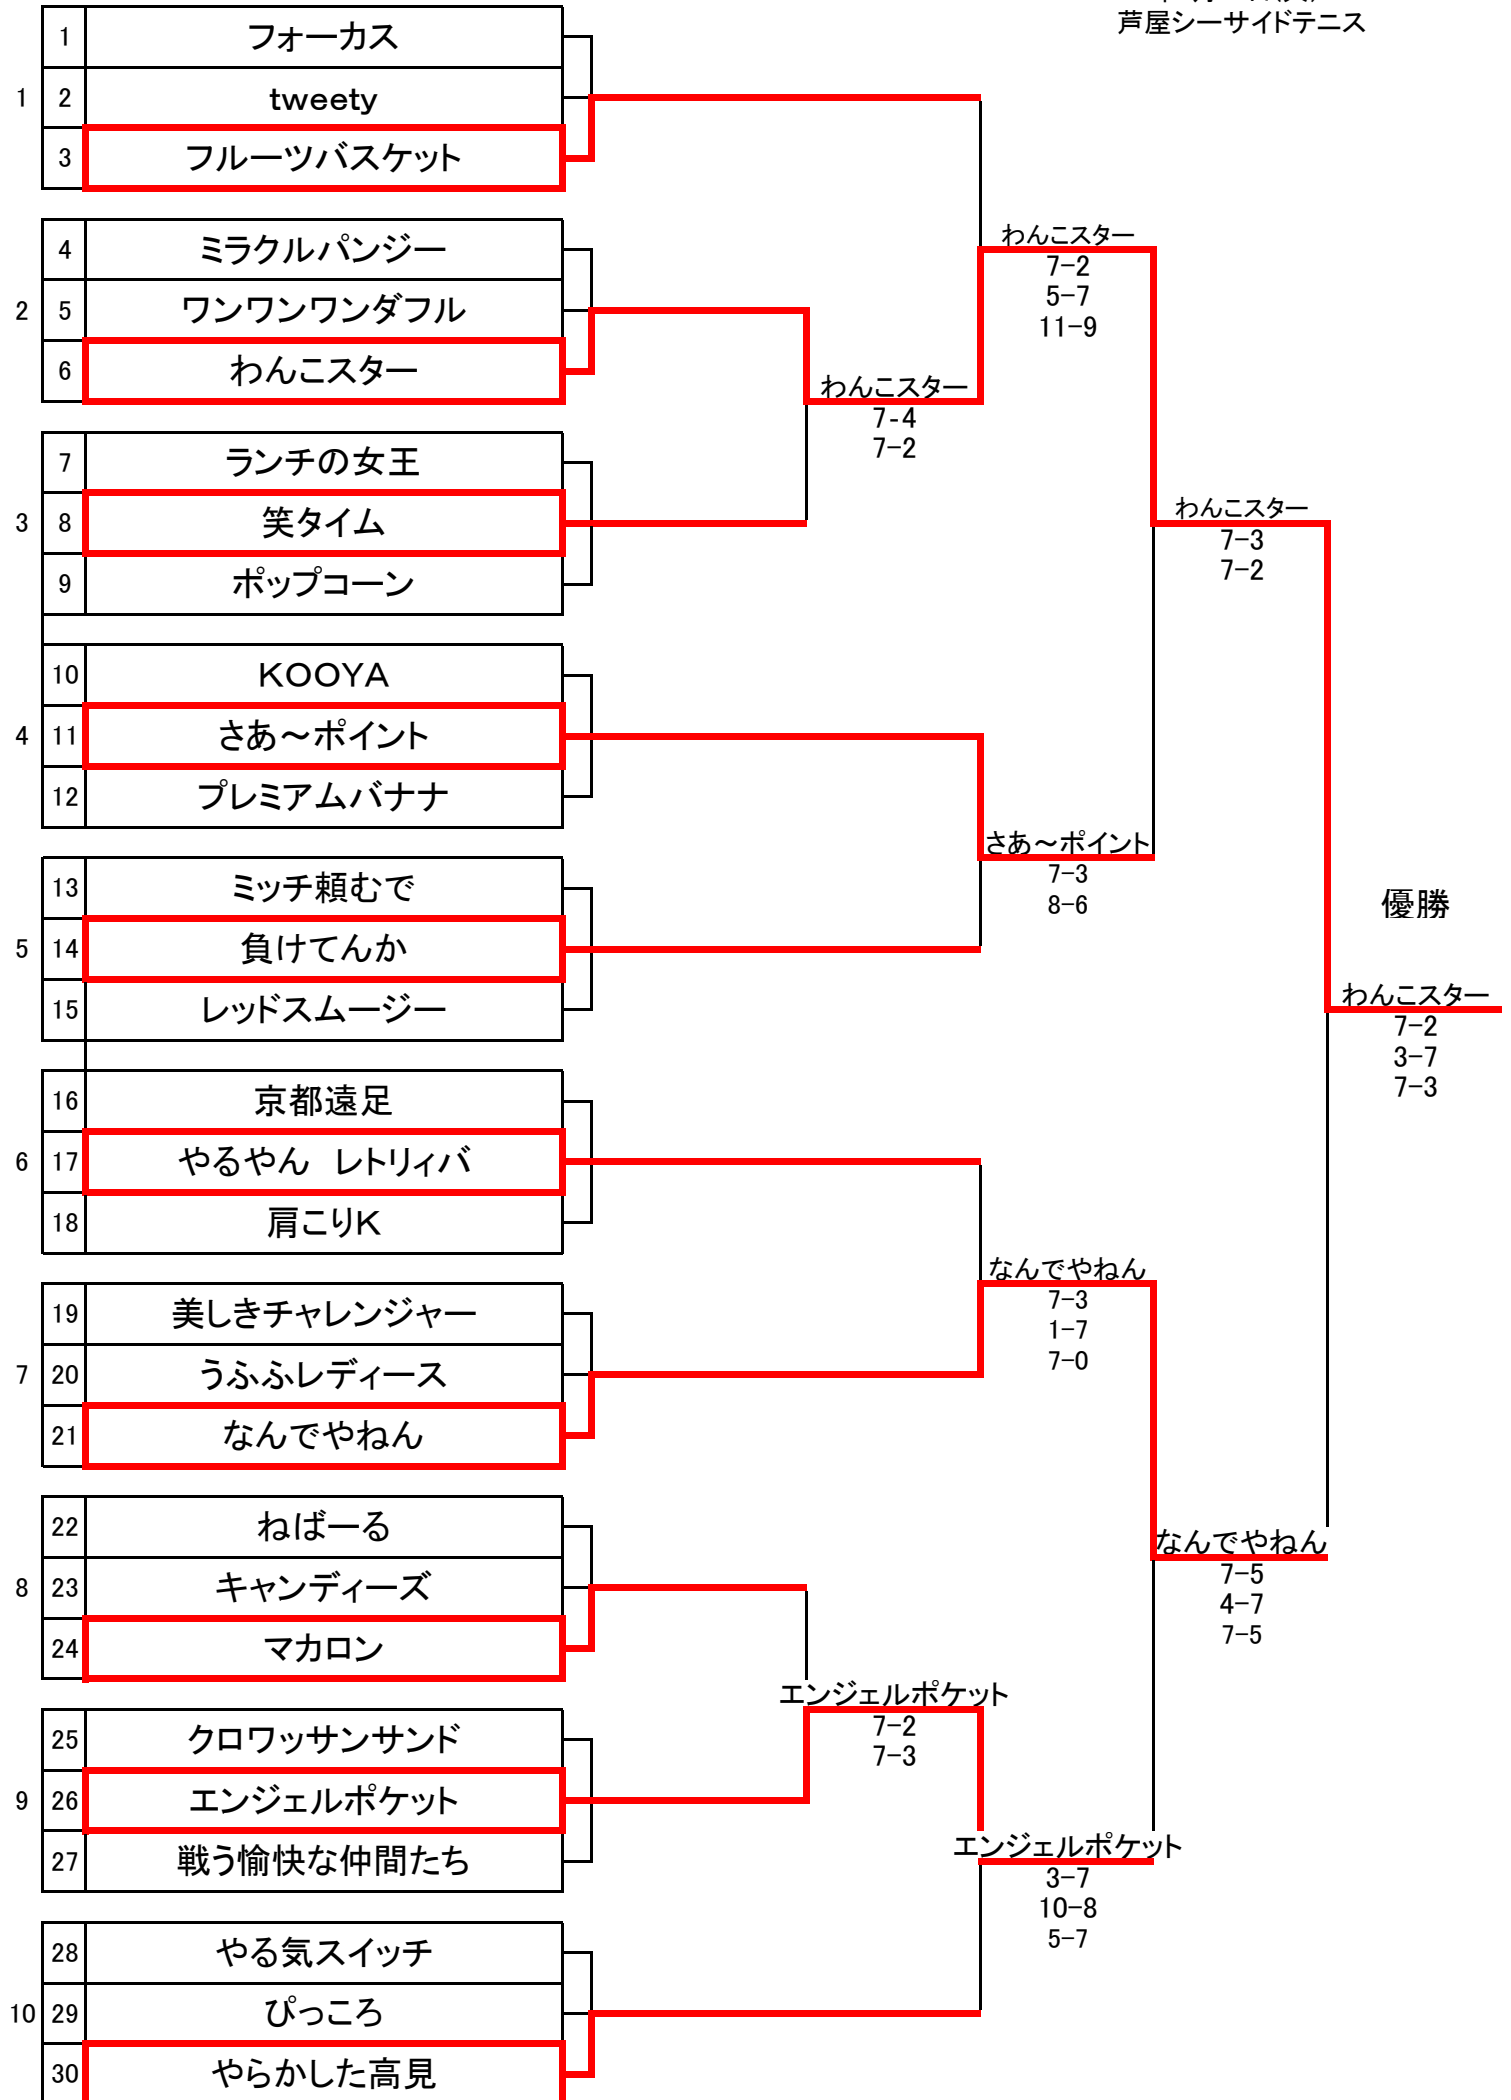 芦屋シーサイドテニス
1 フォーカス
1 2 tweety
3 フルーツバスケット
4 ミラクルパンジー
わんこスター
7-2
2 5 ワンワンワンダフル
5-7
11-9
6 わんこスター
わんこスター
7-4
7-2
7 ランチの女王
3 8 笑タイム
わんこスター
7-3
7-2
9 ポップコーン
10 KOOYA
4 11 さあ～ポイント
12 プレミアムバナナ
さあ～ポイント
7-3
8-6
13 ミッチ頼むで
優勝
5 14 負けてんか
15 レッドスムージー
わんこスター
7-2
3-7
7-3
16 京都遠足
6 17 やるやん レトリィバ
18 肩こりK
なんでやねん
7-3
1-7
7-0
19 美しきチャレンジャー
7 20 うふふレディース
21 なんでやねん
22 ねばーる
なんでやねん
7-5
4-7
7-5
8 23 キャンディーズ
24 マカロン
エンジェルポケット
7-2
7-3
25 クロワッサンサンド
9 26 エンジェルポケット
27 戦う愉快な仲間たち
エンジェルポケット
3-7
10-8
5-7
28 やる気スイッチ
10 29 ぴっころ
30 やらかした高見